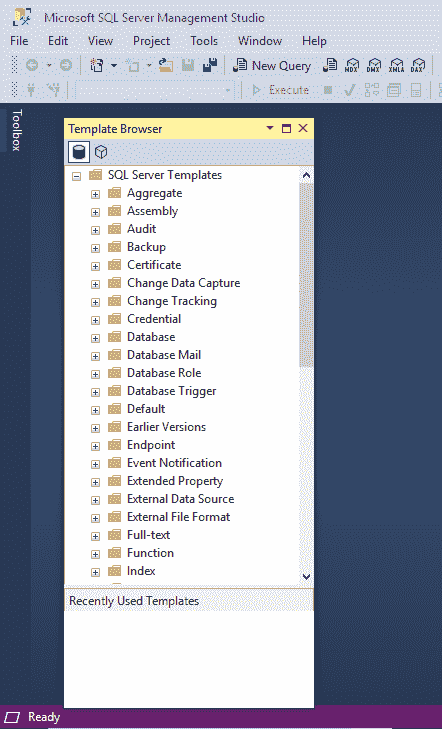 Microsoft SQL Server Management Studio
File Edit View Project Tools Window Help
New Query MDX DMX XMLA DAX
Execute
Toolbox
Template Browser
SQL Server Templates
Aggregate
Assembly
Audit
Backup
Certificate
Change Data Capture
Change Tracking
Credential
Database
Database Mail
Database Role
Database Trigger
Default
Earlier Versions
Endpoint
Event Notification
Extended Property
External Data Source
External File Format
Full-text
Function
Index
Recently Used Templates
Ready